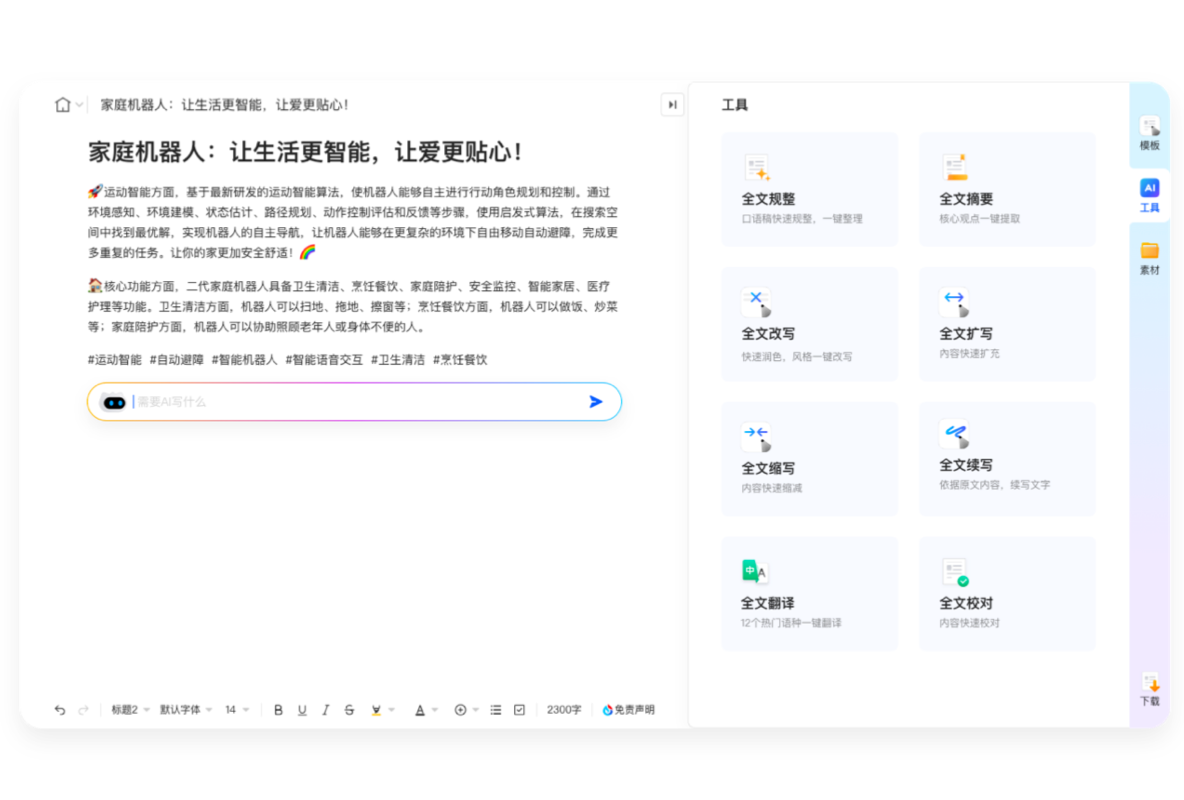 家庭机器人：让生活更智能，让爱更贴心！
家庭机器人：让生活更智能，让爱更贴心！
🚀运动智能方面，基于最新研发的运动智能算法，使机器人能够自主进行行动角色规划和控制。通过
环境感知、环境建模、状态估计、路径规划、动作控制评估和反馈等步骤，使用启发式算法，在搜索空
间中找到最优解，实现机器人的自主导航，让机器人能够在更复杂的环境下自由移动自动避障，完成更
多重复的任务。让你的家更加安全舒适！🌈
🏠核心功能方面，二代家庭机器人具备卫生清洁、烹饪餐饮、家庭陪护、安全监控、智能家居、医疗
护理等功能。卫生清洁方面，机器人可以扫地、拖地、擦窗等；烹饪餐饮方面，机器人可以做饭、炒菜
等；家庭陪护方面，机器人可以协助照顾老年人或身体不便的人。
#运动智能 #自动避障 #智能机器人 #智能语音交互 #卫生清洁 #烹饪餐饮
需要AI写什么
标题2 默认字体 14 B U I S A 2300字 免责声明
工具
全文规整
口语稿快速规整，一键整理
全文摘要
核心观点一键提取
全文改写
快速润色，风格一键改写
全文扩写
内容快速扩充
全文缩写
内容快速缩减
全文续写
依据原文内容，续写文字
中 A
全文翻译
12个热门语种一键翻译
全文校对
内容快速校对
模板
AI
工具
素材
下载